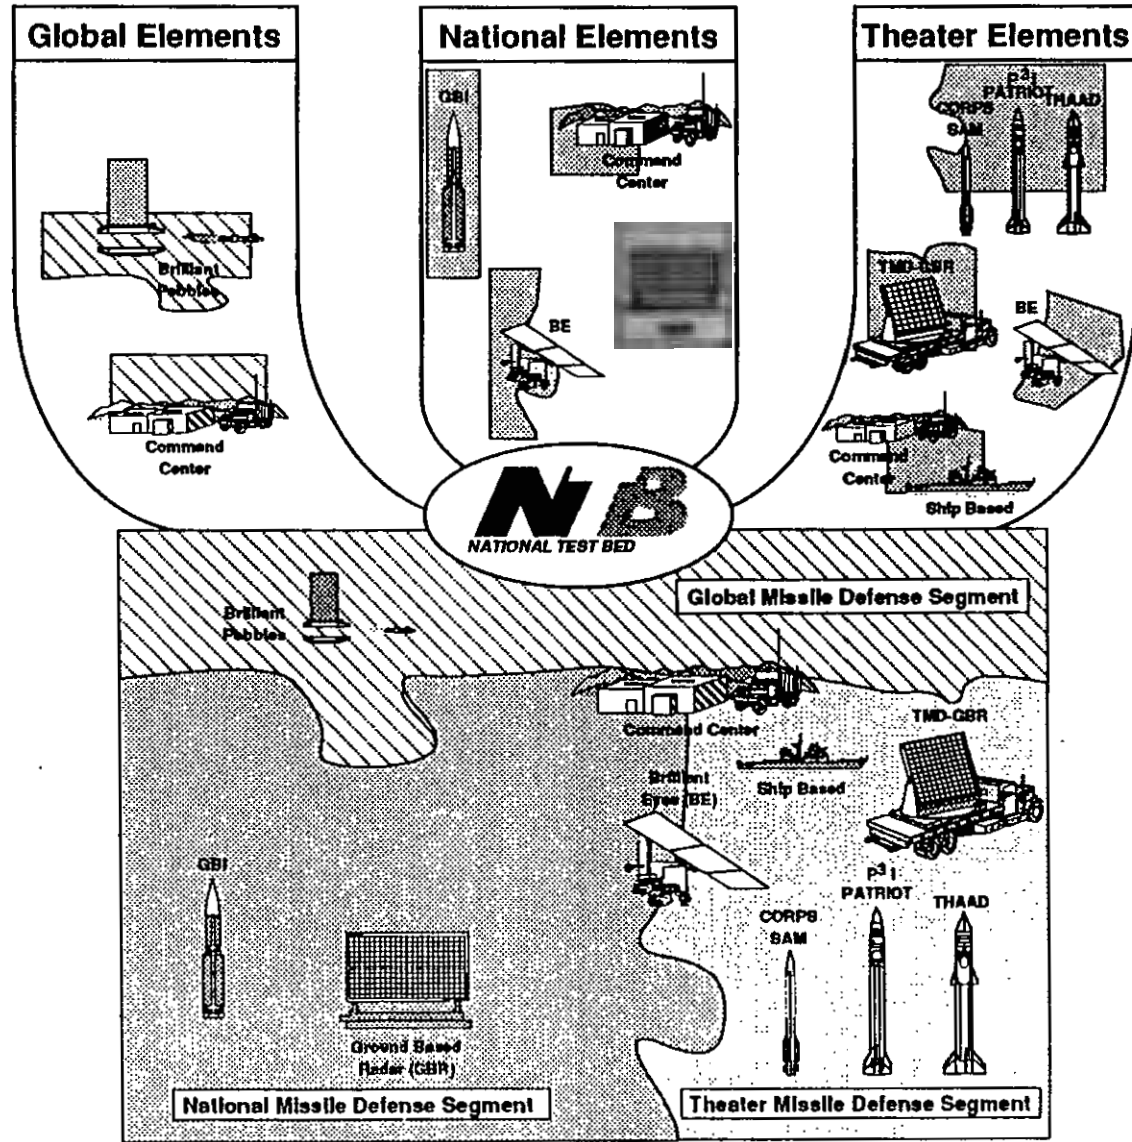 Global Elements
National Elements
Theater Elements
GBI
Command
Center
P³I
PATRIOT
CORPS
SAM
THAAD
Brilliant
Pebbles
TMD-GBR
BE
BE
Command
Center
Command
Center
Ship Based
NTB
NATIONAL TEST BED
Global Missile Defense Segment
Brilliant
Pebbles
Command Center
TMD-GBR
Ship Based
Brilliant
Eyes (BE)
GBI
P³I
PATRIOT
CORPS
SAM
THAAD
Ground Based
Radar (GBR)
National Missile Defense Segment
Theater Missile Defense Segment